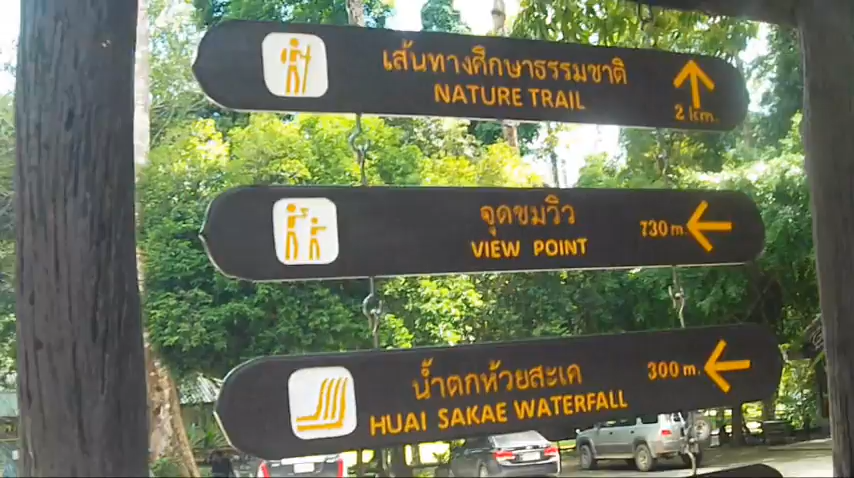 เส้นทางศึกษาธรรมชาติ
NATURE TRAIL
2 km.
จุดชมวิว
VIEW POINT
730 m.
น้ำตกห้วยสะเด
HUAI SAKAE WATERFALL
300 m.